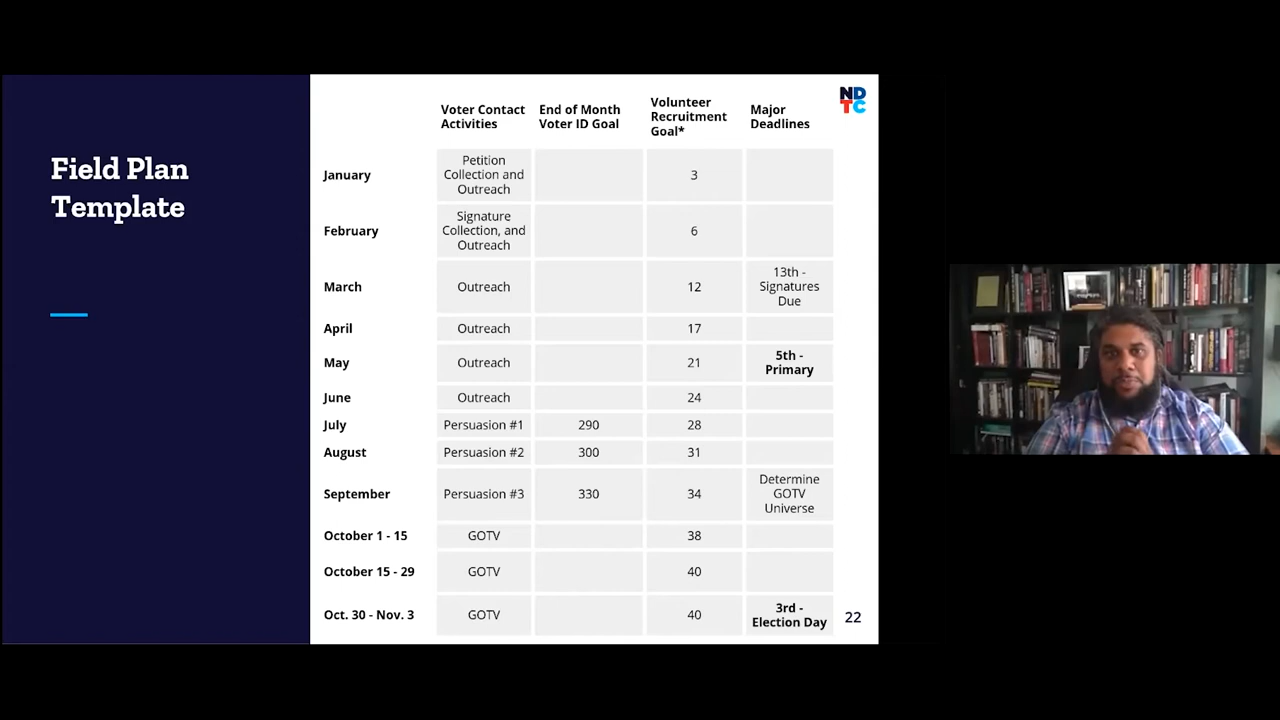 Field Plan
Template
ND
TC
Voter Contact
Activities
End of Month
Voter ID Goal
Volunteer
Recruitment
Goal*
Major
Deadlines
January
Petition
Collection and
Outreach
3
February
Signature
Collection, and
Outreach
6
March
Outreach
12
13th -
Signatures
Due
April
Outreach
17
May
Outreach
21
5th -
Primary
June
Outreach
24
July
Persuasion #1
290
28
August
Persuasion #2
300
31
September
Persuasion #3
330
34
Determine
GOTV
Universe
October 1 - 15
GOTV
38
October 15 - 29
GOTV
40
Oct. 30 - Nov. 3
GOTV
40
3rd -
Election Day
22